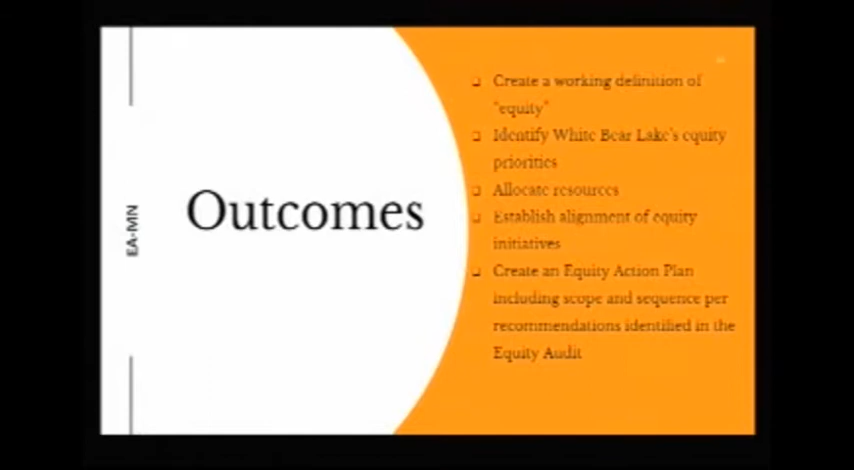 EA-MN
Outcomes
❑ Create a working definition of
"equity"
❑ Identify White Bear Lake's equity
priorities
❑ Allocate resources
❑ Establish alignment of equity
initiatives
❑ Create an Equity Action Plan
including scope and sequence per
recommendations identified in the
Equity Audit